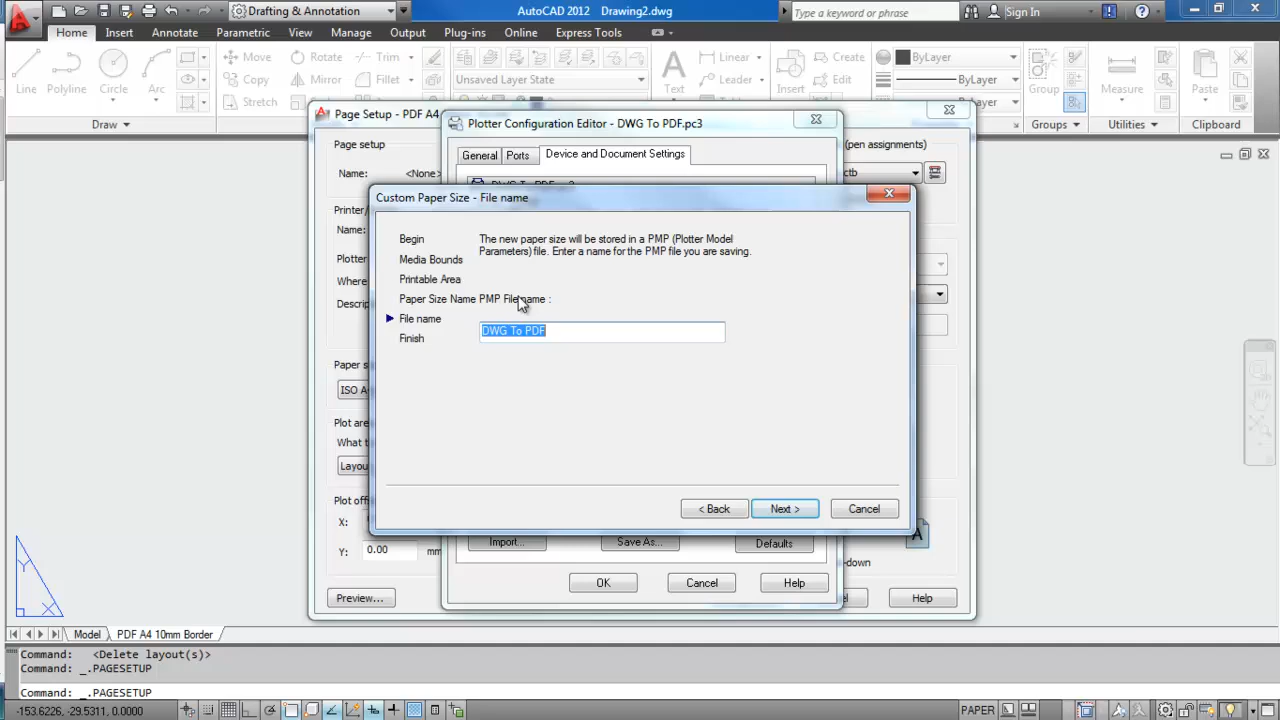 Drafting & Annotation
AutoCAD 2012 Drawing2.dwg
Type a keyword or phrase
Sign In
Home Insert Annotate Parametric View Manage Output Plug-ins Online Express Tools
Line Polyline Circle Arc
Move Rotate Trim
Copy Mirror Fillet
Stretch
Draw
Unsaved Layer State
Text
Linear
Leader
Insert
Create
Edit
ByLayer
ByLayer
ByLayer
Group
Groups
Measure
Utilities
Paste
Clipboard
Page Setup - PDF A4
Page setup
Name: <None>
Printer/
Name:
Plotter
Where
Descrip
Paper s
ISO A
Plot area
What t
Layou
Plot off
X:
Y: 0.00 mm
Preview...
(pen assignments)
ctb
-down
Help
Plotter Configuration Editor - DWG To PDF.pc3
General Ports Device and Document Settings
Import... Save As... Defaults
OK Cancel Help
Custom Paper Size - File name
Begin
Media Bounds
Printable Area
Paper Size Name
File name
Finish
The new paper size will be stored in a PMP (Plotter Model
Parameters) file. Enter a name for the PMP file you are saving.
PMP Filename :
DWG To PDF
< Back Next > Cancel
Y
X
Model PDF A4 10mm Border
Command: <Delete layout(s)>
Command: _.PAGESETUP
Command: _.PAGESETUP
-153.6226, -29.5311, 0.0000
PAPER